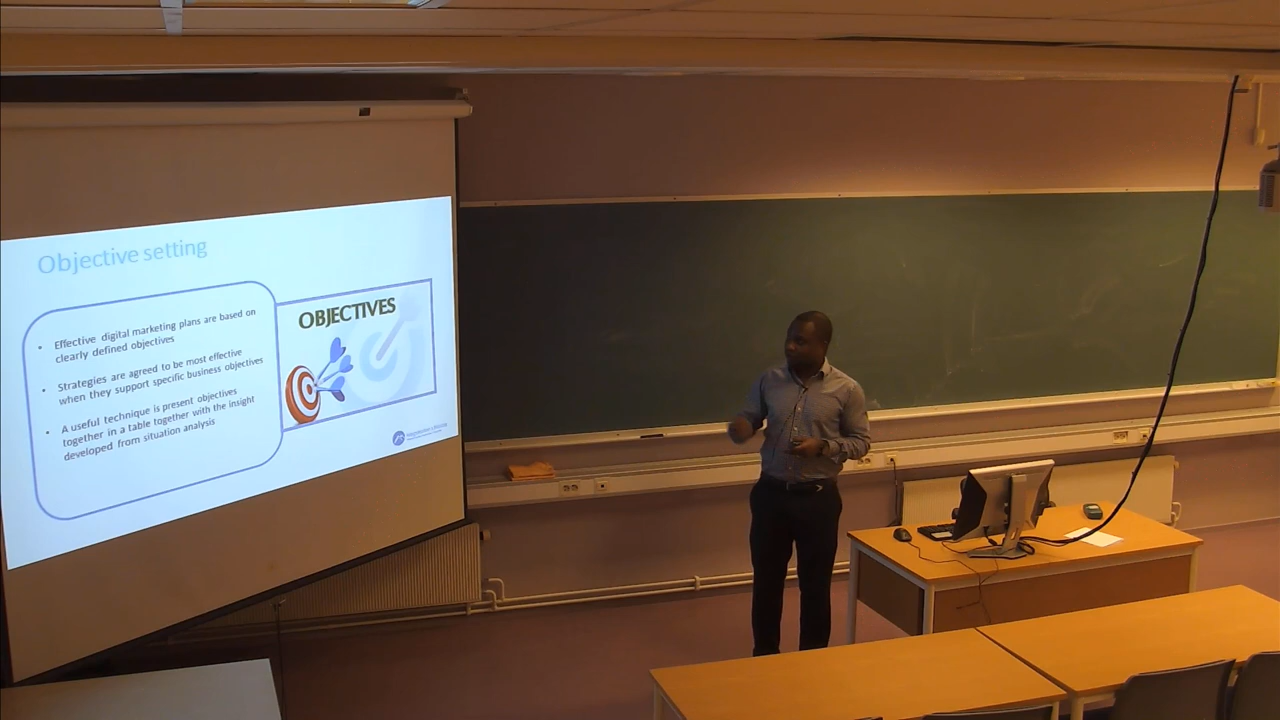 Objective setting
• Effective digital marketing plans are based on
clearly defined objectives
• Strategies are agreed to be most effective
when they support specific business objectives
• A useful technique is present objectives
together in a table together with the insight
developed from situation analysis
OBJECTIVES